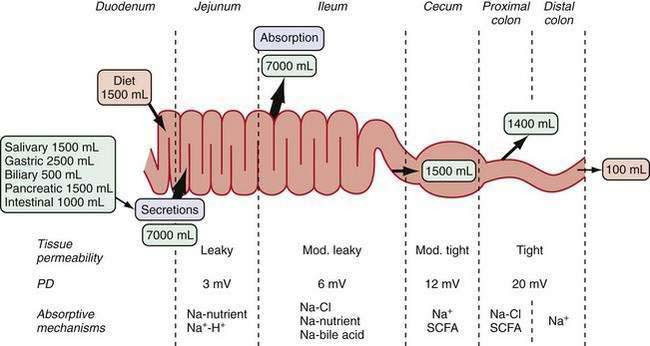 Duodenum Jejunum Ileum Cecum Proximal colon Distal colon
Absorption
7000 mL
Diet
1500 mL
1400 mL
Salivary 1500 mL
Gastric 2500 mL
Biliary 500 mL
Pancreatic 1500 mL
Intestinal 1000 mL
1500 mL
100 mL
Secretions
7000 mL
Tissue permeability Leaky Mod. leaky Mod. tight Tight
PD 3 mV 6 mV 12 mV 20 mV
Absorptive mechanisms
Na-nutrient
Na⁺-H⁺
Na-Cl
Na-nutrient
Na-bile acid
Na⁺
SCFA
Na-Cl
SCFA
Na⁺